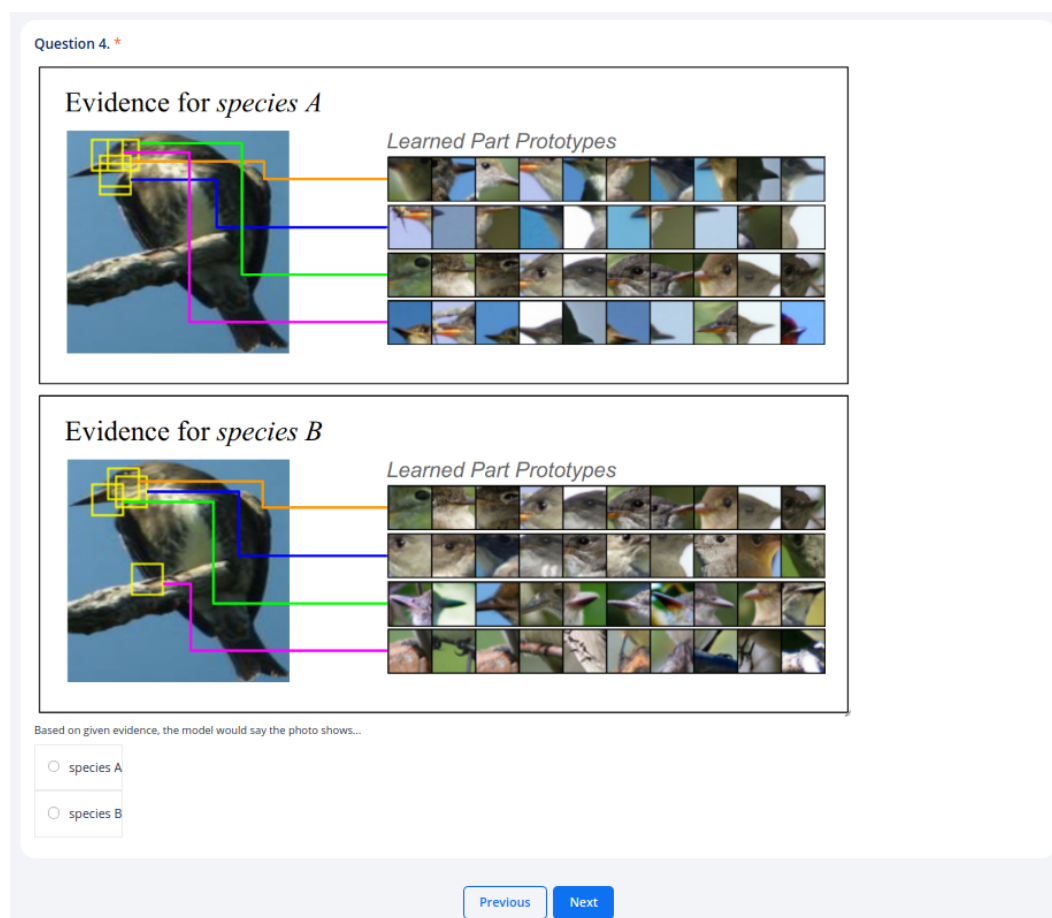 Question 4. *
Evidence for species A
Learned Part Prototypes
Evidence for species B
Learned Part Prototypes
Based on given evidence, the model would say the photo shows...
species A
species B
Previous
Next